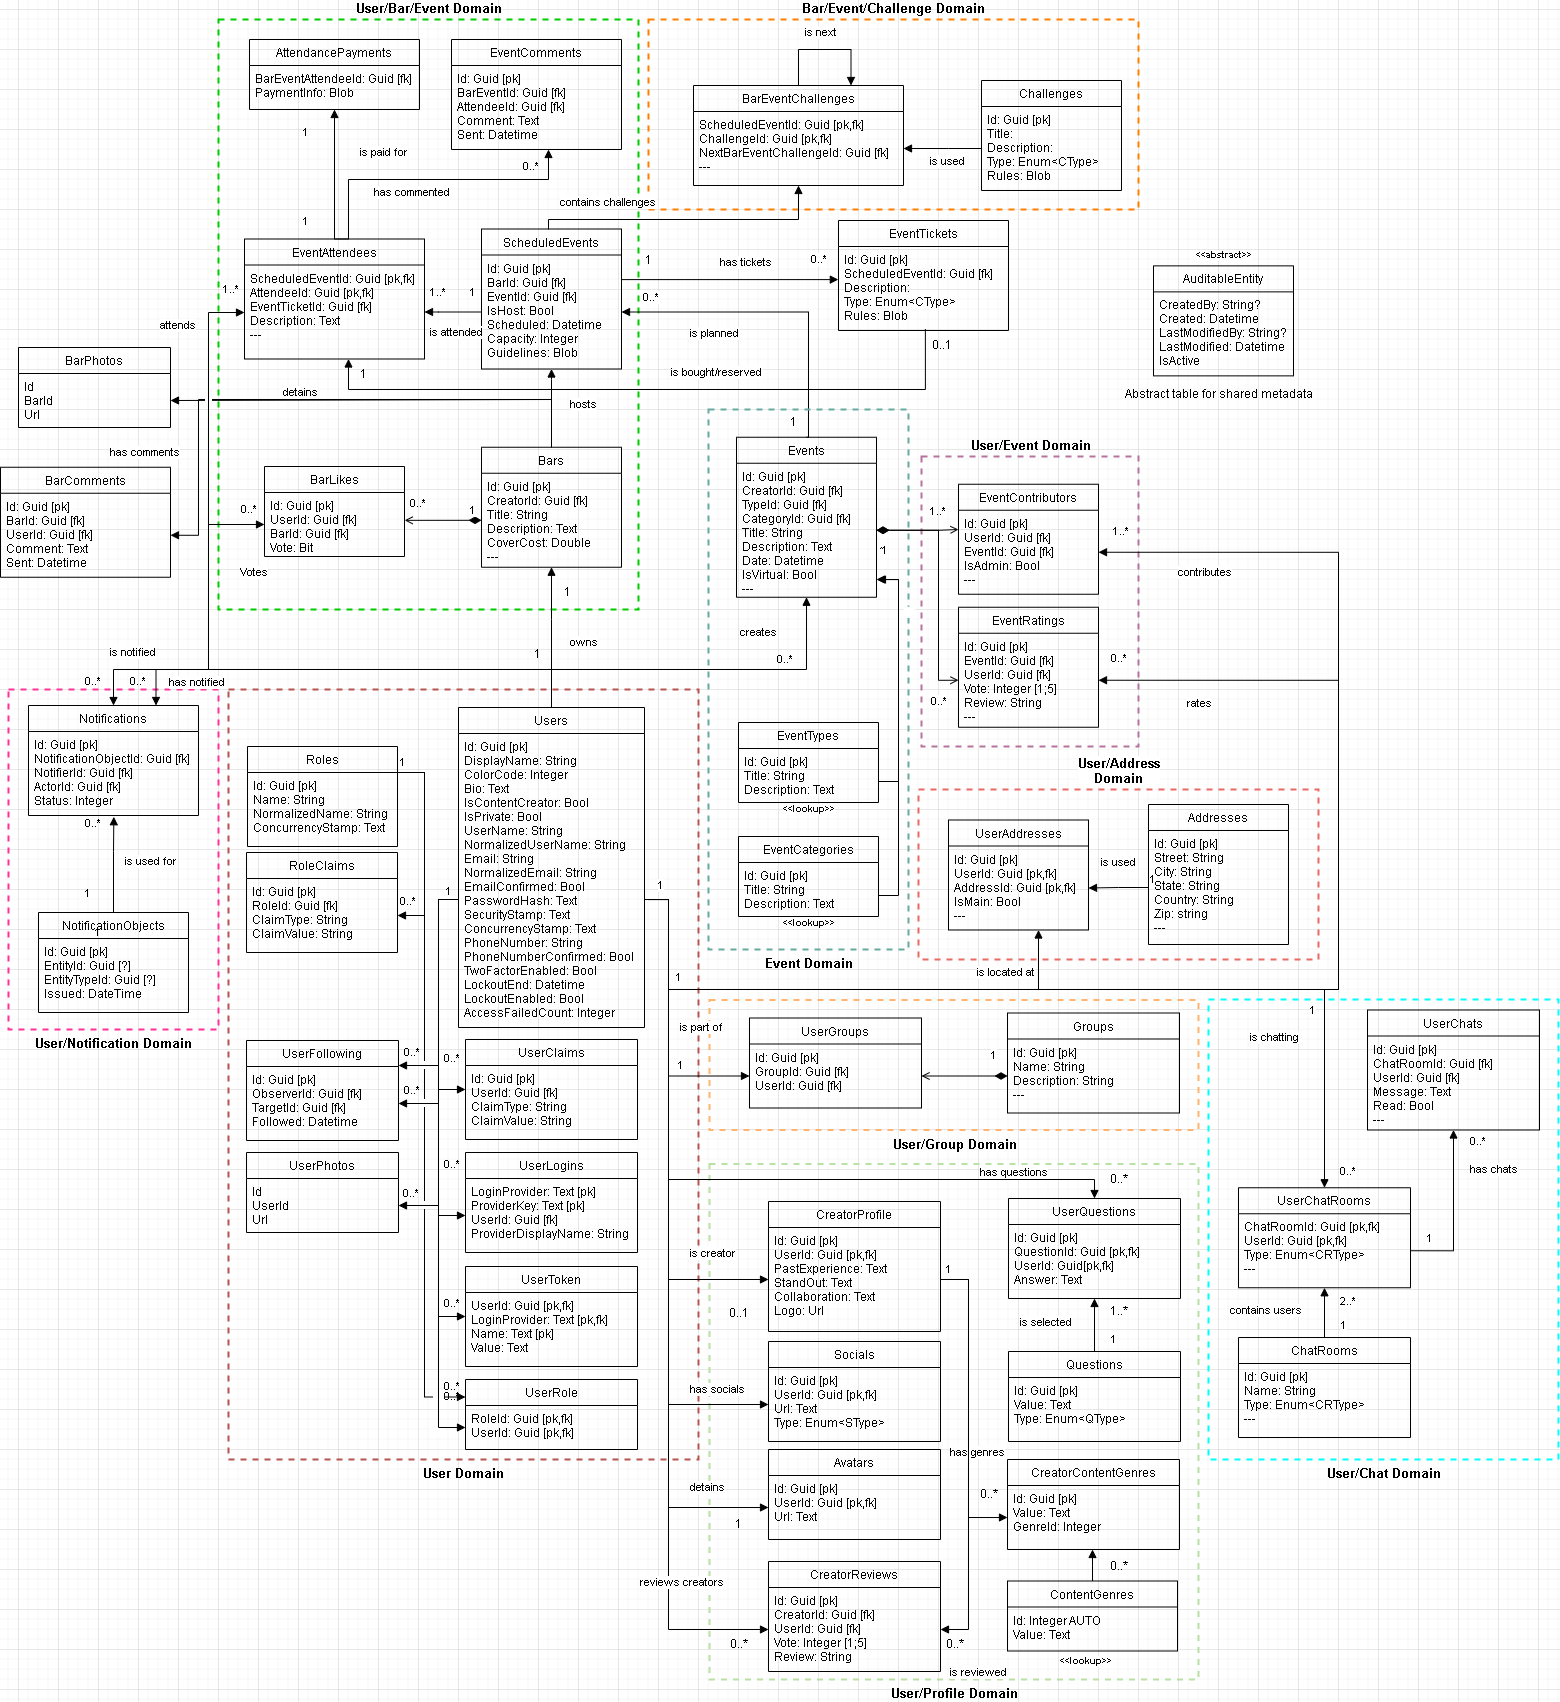 User/Bar/Event Domain
AttendancePayments
BarEventAttendeeId: Guid [fk]
PaymentInfo: Blob
EventComments
Id: Guid [pk]
BarEventId: Guid [fk]
AttendeeId: Guid [fk]
Comment: Text
Sent: Datetime
1
is paid for
0..*
has commented
1
EventAttendees
ScheduledEventId: Guid [pk,fk]
AttendeeId: Guid [pk,fk]
EventTicketId: Guid [fk]
Description: Text
---
1..*
1..*
1
is attended
ScheduledEvents
Id: Guid [pk]
BarId: Guid [fk]
EventId: Guid [fk]
IsHost: Bool
Scheduled: Datetime
Capacity: Integer
Guidelines: Blob
contains challenges
Bar/Event/Challenge Domain
is next
BarEventChallenges
ScheduledEventId: Guid [pk,fk]
ChallengeId: Guid [pk,fk]
NextBarEventChallengeId: Guid [fk]
---
is used
Challenges
Id: Guid [pk]
Title:
Description:
Type: Enum<CType>
Rules: Blob
1
has tickets
0..*
EventTickets
Id: Guid [pk]
ScheduledEventId: Guid [fk]
Description:
Type: Enum<CType>
Rules: Blob
0..*
is planned
0..1
is bought/reserved
1
<<abstract>>
AuditableEntity
CreatedBy: String?
Created: Datetime
LastModifiedBy: String?
LastModified: Datetime
IsActive
Abstract table for shared metadata
attends
BarPhotos
Id
BarId
Url
detains
hosts
has comments
BarComments
Id: Guid [pk]
BarId: Guid [fk]
UserId: Guid [fk]
Comment: Text
Sent: Datetime
0..*
BarLikes
Id: Guid [pk]
UserId: Guid [fk]
BarId: Guid [fk]
Vote: Bit
0..*
1
Votes
Bars
Id: Guid [pk]
CreatorId: Guid [fk]
Title: String
Description: Text
CoverCost: Double
---
1
owns
1
1
Events
Id: Guid [pk]
CreatorId: Guid [fk]
TypeId: Guid [fk]
CategoryId: Guid [fk]
Title: String
Description: Text
Date: Datetime
IsVirtual: Bool
---
1
creates
0..*
User/Event Domain
1..*
EventContributors
Id: Guid [pk]
UserId: Guid [fk]
EventId: Guid [fk]
IsAdmin: Bool
---
1..*
contributes
EventRatings
Id: Guid [pk]
EventId: Guid [fk]
UserId: Guid [fk]
Vote: Integer [1;5]
Review: String
---
0..*
0..*
rates
EventTypes
Id: Guid [pk]
Title: String
Description: Text
<<lookup>>
EventCategories
Id: Guid [pk]
Title: String
Description: Text
<<lookup>>
Event Domain
is notified
0..*
0..*
has notified
Notifications
Id: Guid [pk]
NotificationObjectId: Guid [fk]
NotifierId: Guid [fk]
ActorId: Guid [fk]
Status: Integer
0..*
is used for
1
NotificationObjects
Id: Guid [pk]
EntityId: Guid [?]
EntityTypeId: Guid [?]
Issued: DateTime
User/Notification Domain
Roles
Id: Guid [pk]
Name: String
NormalizedName: String
ConcurrencyStamp: Text
1
RoleClaims
Id: Guid [pk]
RoleId: Guid [fk]
ClaimType: String
ClaimValue: String
0..*
1
Users
Id: Guid [pk]
DisplayName: String
ColorCode: Integer
Bio: Text
IsContentCreator: Bool
IsPrivate: Bool
UserName: String
NormalizedUserName: String
Email: String
NormalizedEmail: String
EmailConfirmed: Bool
PasswordHash: Text
SecurityStamp: Text
ConcurrencyStamp: Text
PhoneNumber: String
PhoneNumberConfirmed: Bool
TwoFactorEnabled: Bool
LockoutEnd: Datetime
LockoutEnabled: Bool
AccessFailedCount: Integer
1
UserFollowing
Id: Guid [pk]
ObserverId: Guid [fk]
TargetId: Guid [fk]
Followed: Datetime
0..*
0..*
0..*
UserClaims
Id: Guid [pk]
UserId: Guid [fk]
ClaimType: String
ClaimValue: String
UserPhotos
Id
UserId
Url
0..*
0..*
UserLogins
LoginProvider: Text [pk]
ProviderKey: Text [pk]
UserId: Guid [fk]
ProviderDisplayName: String
0..*
UserToken
UserId: Guid [pk,fk]
LoginProvider: Text [pk,fk]
Name: Text [pk]
Value: Text
0..*
0..*
UserRole
RoleId: Guid [pk,fk]
UserId: Guid [pk,fk]
User Domain
User/Address
Domain
UserAddresses
Id: Guid [pk]
UserId: Guid [pk,fk]
AddressId: Guid [pk,fk]
IsMain: Bool
---
is used
1
Addresses
Id: Guid [pk]
Street: String
City: String
State: String
Country: String
Zip: string
---
1
is located at
is part of
1
UserGroups
Id: Guid [pk]
GroupId: Guid [fk]
UserId: Guid [fk]
1
Groups
Id: Guid [pk]
Name: String
Description: String
---
User/Group Domain
1
is chatting
UserChats
Id: Guid [pk]
ChatRoomId: Guid [fk]
UserId: Guid [fk]
Message: Text
Read: Bool
---
0..*
has chats
0..*
UserChatRooms
ChatRoomId: Guid [pk,fk]
UserId: Guid [pk,fk]
Type: Enum<CRType>
---
1
contains users
2..*
1
ChatRooms
Id: Guid [pk]
Name: String
Type: Enum<CRType>
---
User/Chat Domain
has questions
0..*
CreatorProfile
Id: Guid [pk]
UserId: Guid [pk,fk]
PastExperience: Text
StandOut: Text
Collaboration: Text
Logo: Url
is creator
0..1
1
UserQuestions
Id: Guid [pk]
QuestionId: Guid [pk,fk]
UserId: Guid[pk,fk]
Answer: Text
is selected
1..*
1
Questions
Id: Guid [pk]
Value: Text
Type: Enum<QType>
has socials
Socials
Id: Guid [pk]
UserId: Guid [pk,fk]
Url: Text
Type: Enum<SType>
has genres
0..*
detains
1
Avatars
Id: Guid [pk]
UserId: Guid [pk,fk]
Url: Text
CreatorContentGenres
Id: Guid [pk]
Value: Text
GenreId: Integer
0..*
reviews creators
0..*
CreatorReviews
Id: Guid [pk]
CreatorId: Guid [fk]
UserId: Guid [fk]
Vote: Integer [1;5]
Review: String
0..*
is reviewed
ContentGenres
Id: Integer AUTO
Value: Text
<<lookup>>
User/Profile Domain